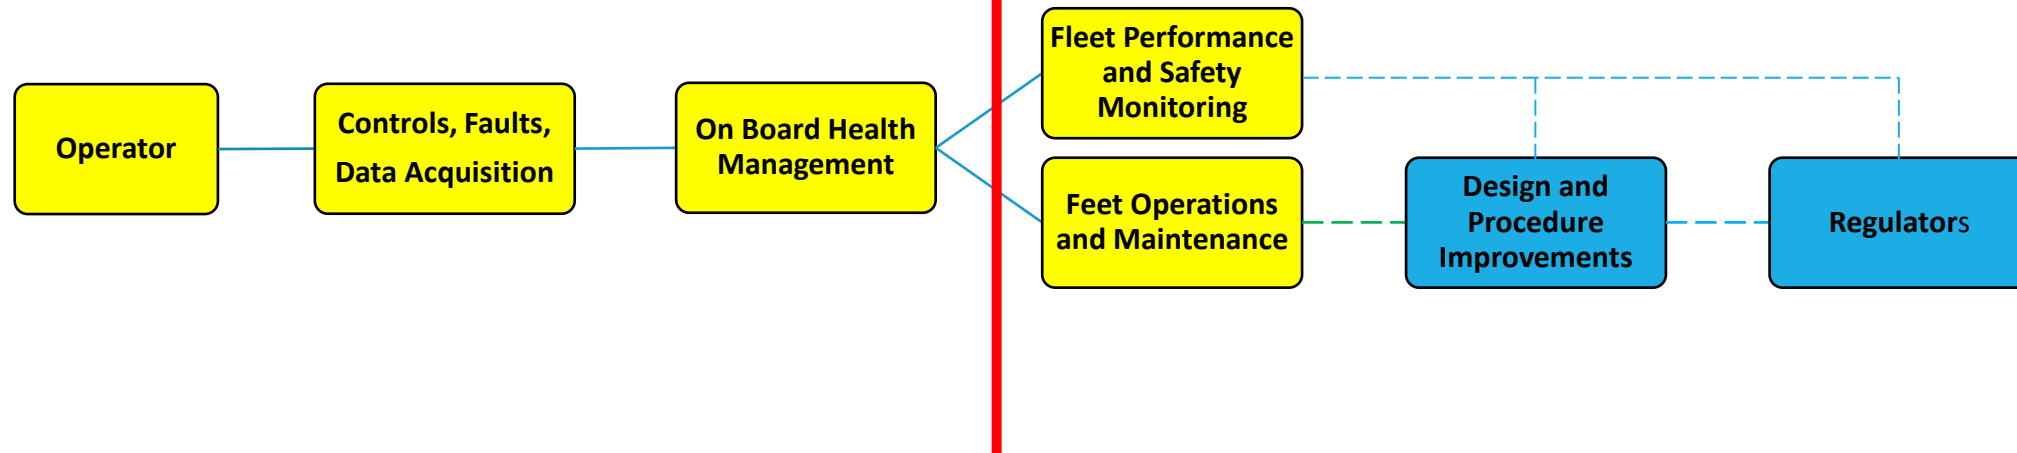 Operator
Controls, Faults,
Data Acquisition
On Board Health
Management
Fleet Performance
and Safety
Monitoring
Feet Operations
and Maintenance
Design and
Procedure
Improvements
Regulators